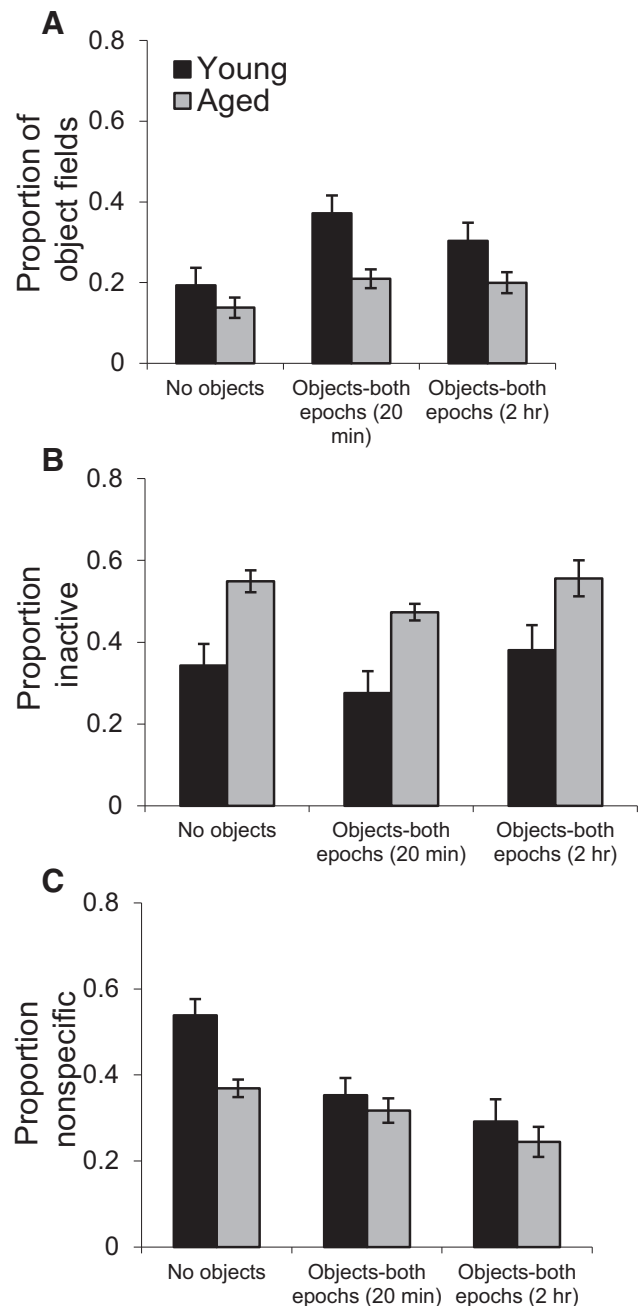 A
Proportion of
object fields
0.8
0.6
0.4
0.2
0
Young
Aged
No objects
Objects-both
epochs (20
min)
Objects-both
epochs (2 hr)
B
Proportion
inactive
0.8
0.6
0.4
0.2
0
No objects
Objects-both
epochs (20 min)
Objects-both
epochs (2 hr)
C
Proportion
nonspecific
0.8
0.6
0.4
0.2
0
No objects
Objects-both
epochs (20 min)
Objects-both
epochs (2 hr)